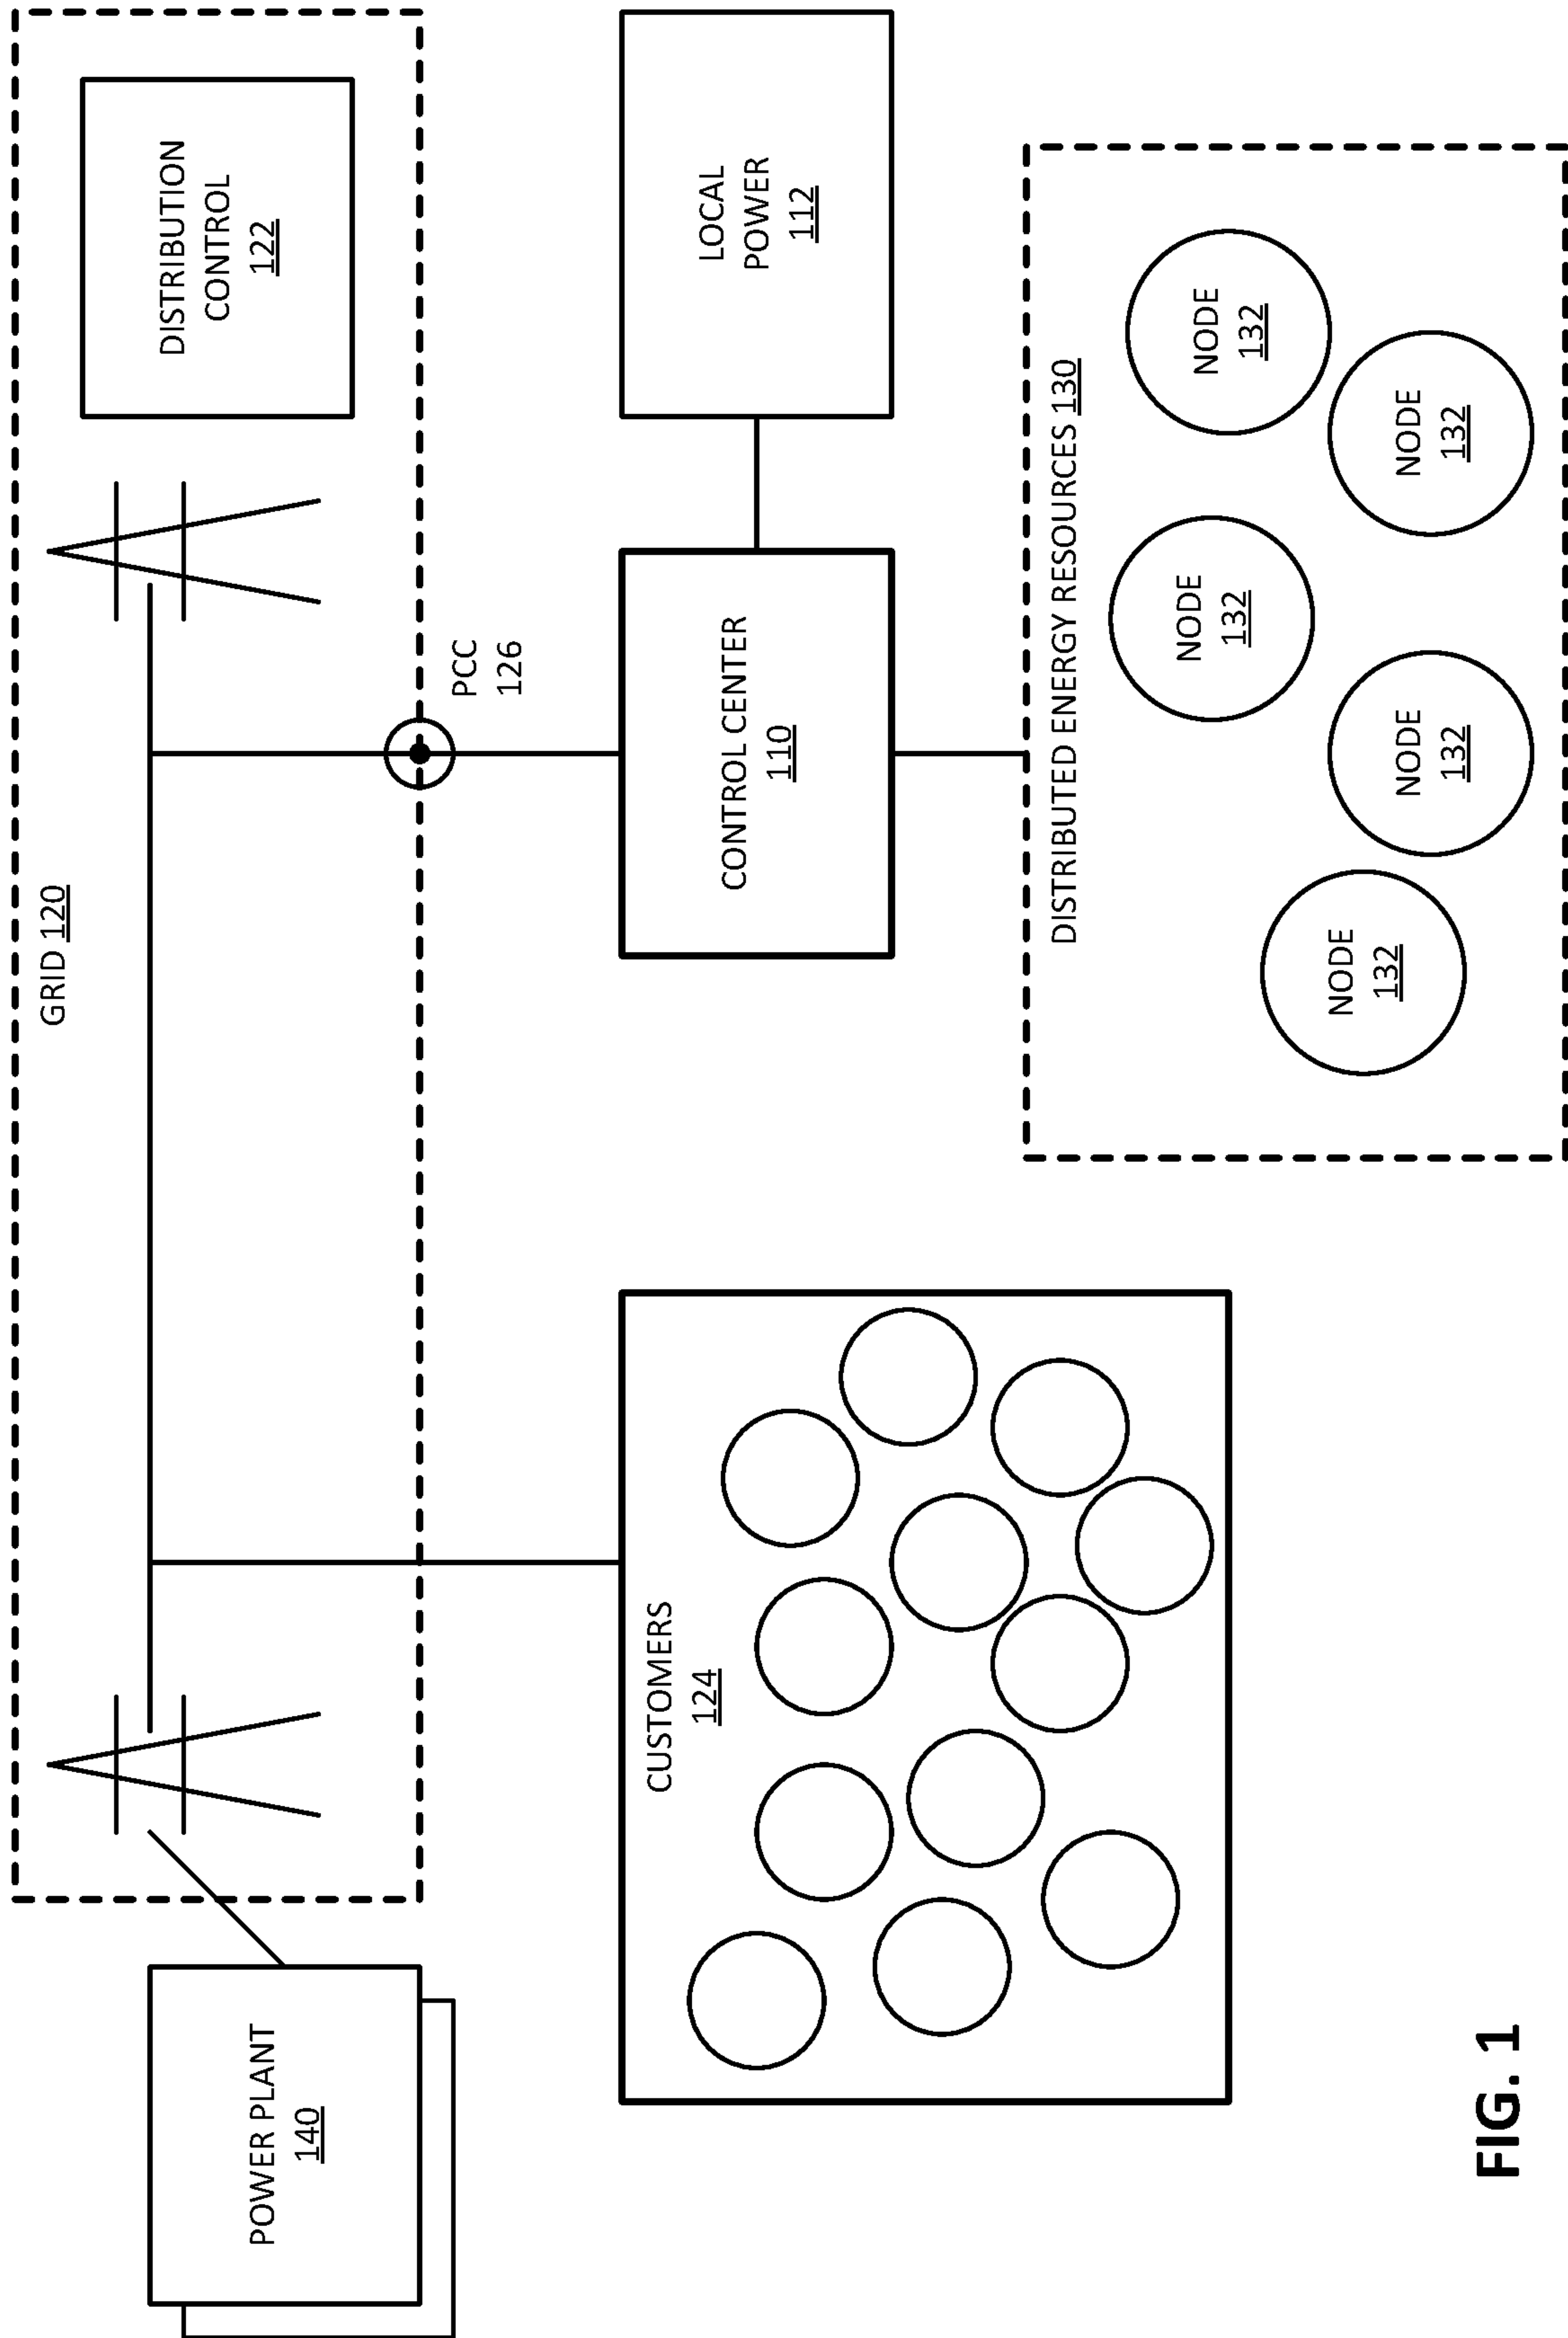 GRID 120
DISTRIBUTION
CONTROL
122
POWER PLANT
140
PCC
126
CUSTOMERS
124
CONTROL CENTER
110
LOCAL
POWER
112
DISTRIBUTED ENERGY RESOURCES 130
NODE
132
NODE
132
NODE
132
NODE
132
NODE
132
FIG. 1